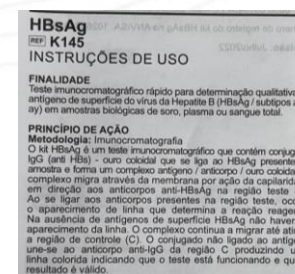 HBsAg
REF K145
INSTRUÇÕES DE USO
FINALIDADE
Teste imunocromatográfico rápido para determinação qualitativa
antígeno de superfície do vírus da Hepatite B (HBsAg / subtipos a
ay) em amostras biológicas de soro, plasma ou sangue total.
PRINCÍPIO DE AÇÃO
Metodologia: Imunocromatografia
O kit HBsAg é um teste imunocromatográfico que contém conjug
IgG (anti HBs) - ouro coloidal que se liga ao HBsAg presente
amostra e forma um complexo antígeno / anticorpo / ouro coloida
complexo migra através da membrana por ação da capilarida
em direção aos anticorpos anti-HBsAg na região teste
Ao se ligar aos anticorpos presentes na região teste, oco
o aparecimento de linha que determina a reação reagen
Na ausência de antígenos de superfície HBsAg não haver
aparecimento da linha. O complexo continua a migrar até atin
a região de controle (C). O conjugado não ligado ao antíge
une-se ao anticorpo anti-IgG da região C produzindo u
linha colorida indicando que o teste está funcionando e qu
resultado é válido.